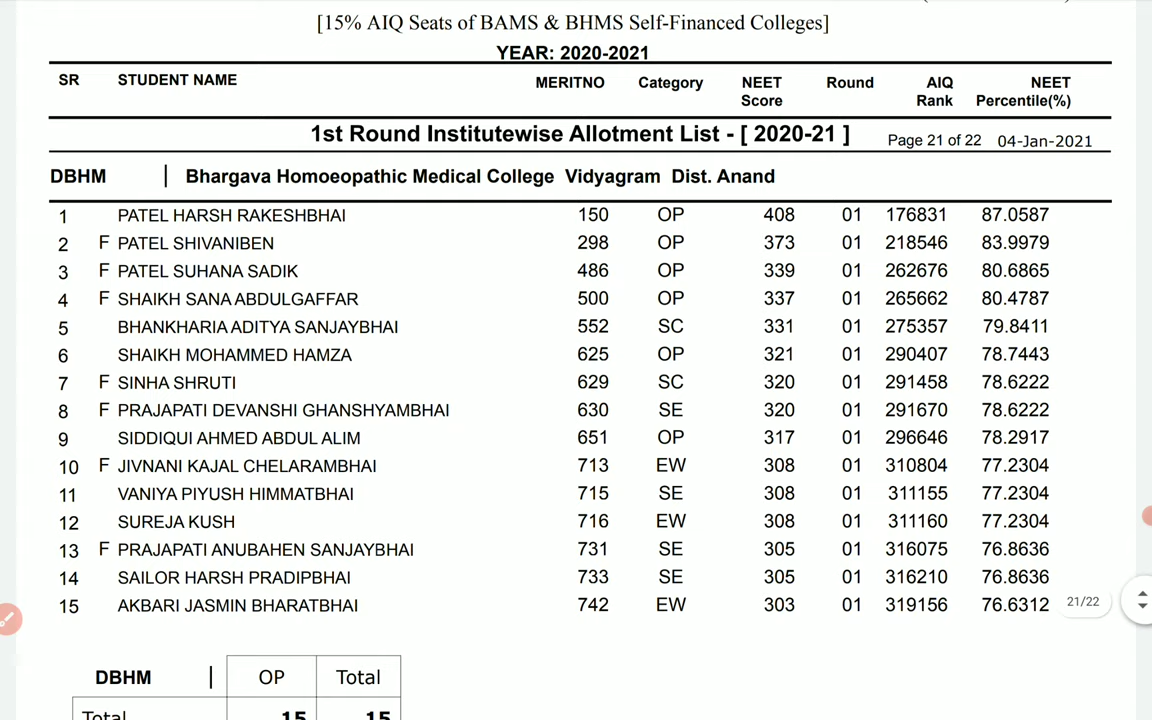 [15% AIQ Seats of BAMS & BHMS Self-Financed Colleges]
YEAR: 2020-2021
SR STUDENT NAME MERITNO Category NEET Score Round AIQ Rank NEET Percentile(%)
1st Round Institutewise Allotment List - [ 2020-21 ] Page 21 of 22 04-Jan-2021
DBHM | Bhargava Homoeopathic Medical College Vidyagram Dist. Anand
1 PATEL HARSH RAKESHBHAI 150 OP 408 01 176831 87.0587
2 F PATEL SHIVANIBEN 298 OP 373 01 218546 83.9979
3 F PATEL SUHANA SADIK 486 OP 339 01 262676 80.6865
4 F SHAIKH SANA ABDULGAFFAR 500 OP 337 01 265662 80.4787
5 BHANKHARIA ADITYA SANJAYBHAI 552 SC 331 01 275357 79.8411
6 SHAIKH MOHAMMED HAMZA 625 OP 321 01 290407 78.7443
7 F SINHA SHRUTI 629 SC 320 01 291458 78.6222
8 F PRAJAPATI DEVANSHI GHANSHYAMBHAI 630 SE 320 01 291670 78.6222
9 SIDDIQUI AHMED ABDUL ALIM 651 OP 317 01 296646 78.2917
10 F JIVNANI KAJAL CHELARAMBHAI 713 EW 308 01 310804 77.2304
11 VANIYA PIYUSH HIMMATBHAI 715 SE 308 01 311155 77.2304
12 SUREJA KUSH 716 EW 308 01 311160 77.2304
13 F PRAJAPATI ANUBAHEN SANJAYBHAI 731 SE 305 01 316075 76.8636
14 SAILOR HARSH PRADIPBHAI 733 SE 305 01 316210 76.8636
15 AKBARI JASMIN BHARATBHAI 742 EW 303 01 319156 76.6312
21/22
DBHM | OP Total
Total 15 15